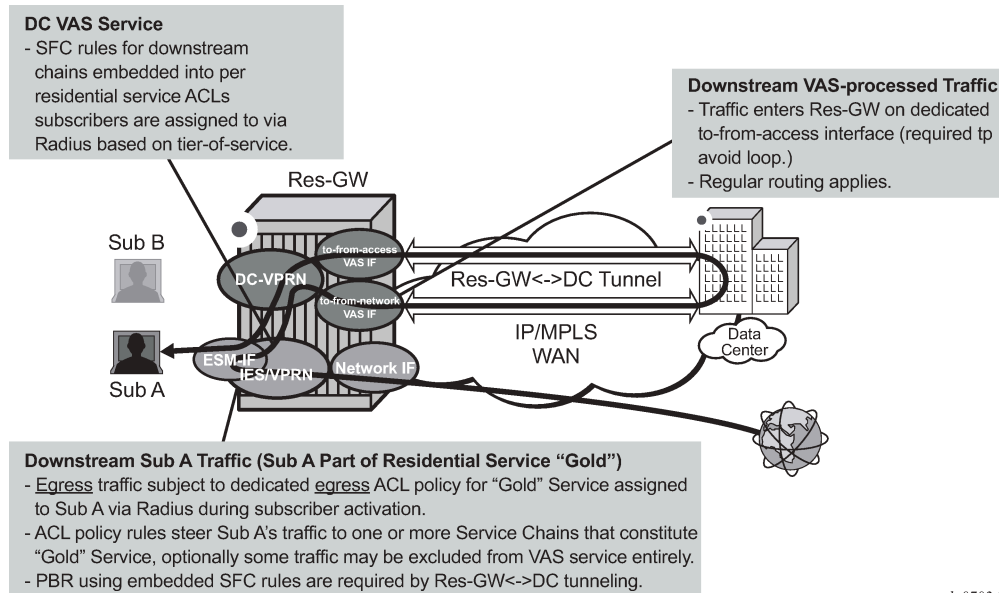 DC VAS Service
- SFC rules for downstream
chains embedded into per
residential service ACLs
subscribers are assigned to via
Radius based on tier-of-service.
Downstream VAS-processed Traffic
- Traffic enters Res-GW on dedicated
to-from-access interface (required tp
avoid loop.)
- Regular routing applies.
Res-GW
Sub B
to-from-access
VAS IF
DC-VPRN
Res-GW<->DC Tunnel
to-from-network
VAS IF
IP/MPLS
WAN
Data
Center
ESM-IF
IES/VPRN
Network IF
Sub A
Downstream Sub A Traffic (Sub A Part of Residential Service “Gold”)
- Egress traffic subject to dedicated egress ACL policy for “Gold” Service assigned
to Sub A via Radius during subscriber activation.
- ACL policy rules steer Sub A’s traffic to one or more Service Chains that constitute
“Gold” Service, optionally some traffic may be excluded from VAS service entirely.
- PBR using embedded SFC rules are required by Res-GW<->DC tunneling.